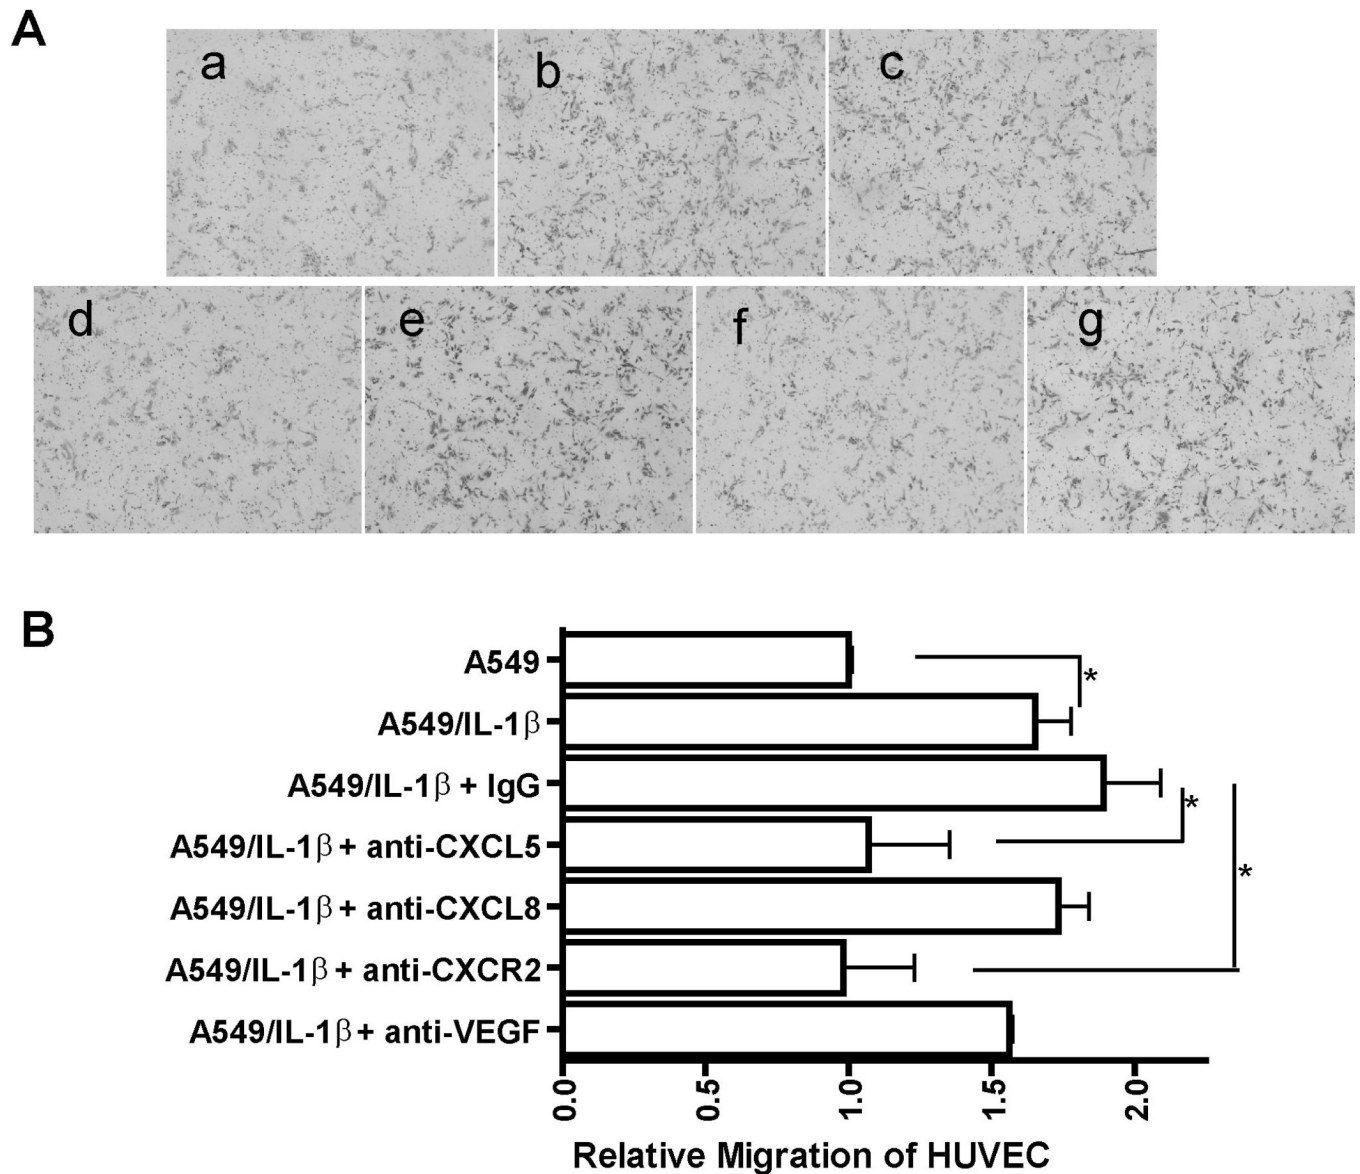 A
a
b
c
d
e
f
g
B
A549
A549/IL-1β
*
A549/IL-1β + IgG
*
A549/IL-1β + anti-CXCL5
*
A549/IL-1β + anti-CXCL8
A549/IL-1β + anti-CXCR2
A549/IL-1β + anti-VEGF
0.0
0.5
1.0
1.5
2.0
Relative Migration of HUVEC